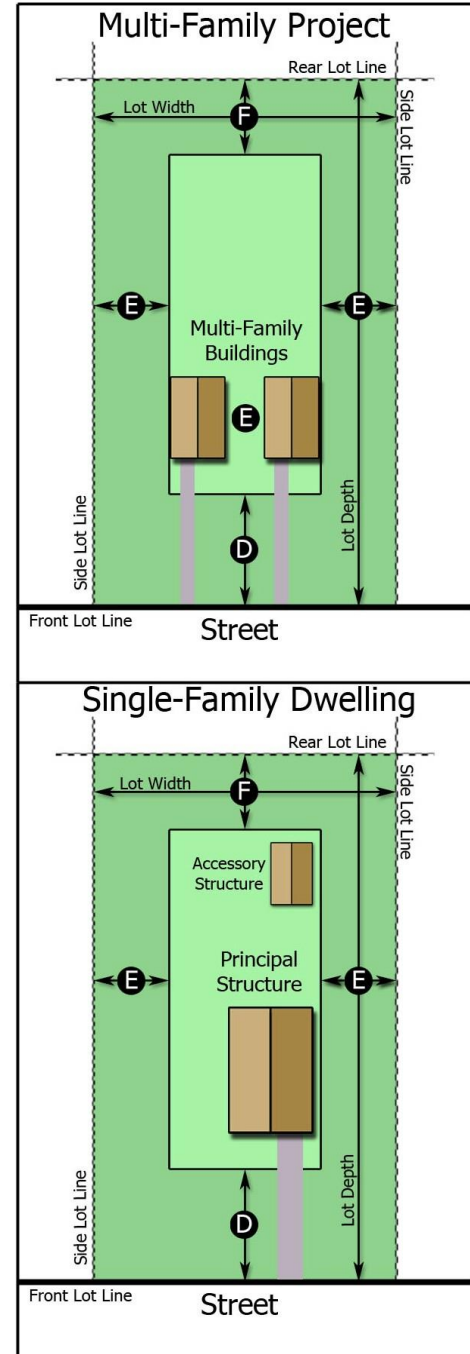 Multi-Family Project
Rear Lot Line
Lot Width
F
Side Lot Line
E
E
Multi-Family
Buildings
E
Side Lot Line
D
Lot Depth
Front Lot Line
Street
Single-Family Dwelling
Rear Lot Line
Lot Width
F
Side Lot Line
Accessory
Structure
E
Principal
Structure
E
Side Lot Line
D
Lot Depth
Front Lot Line
Street